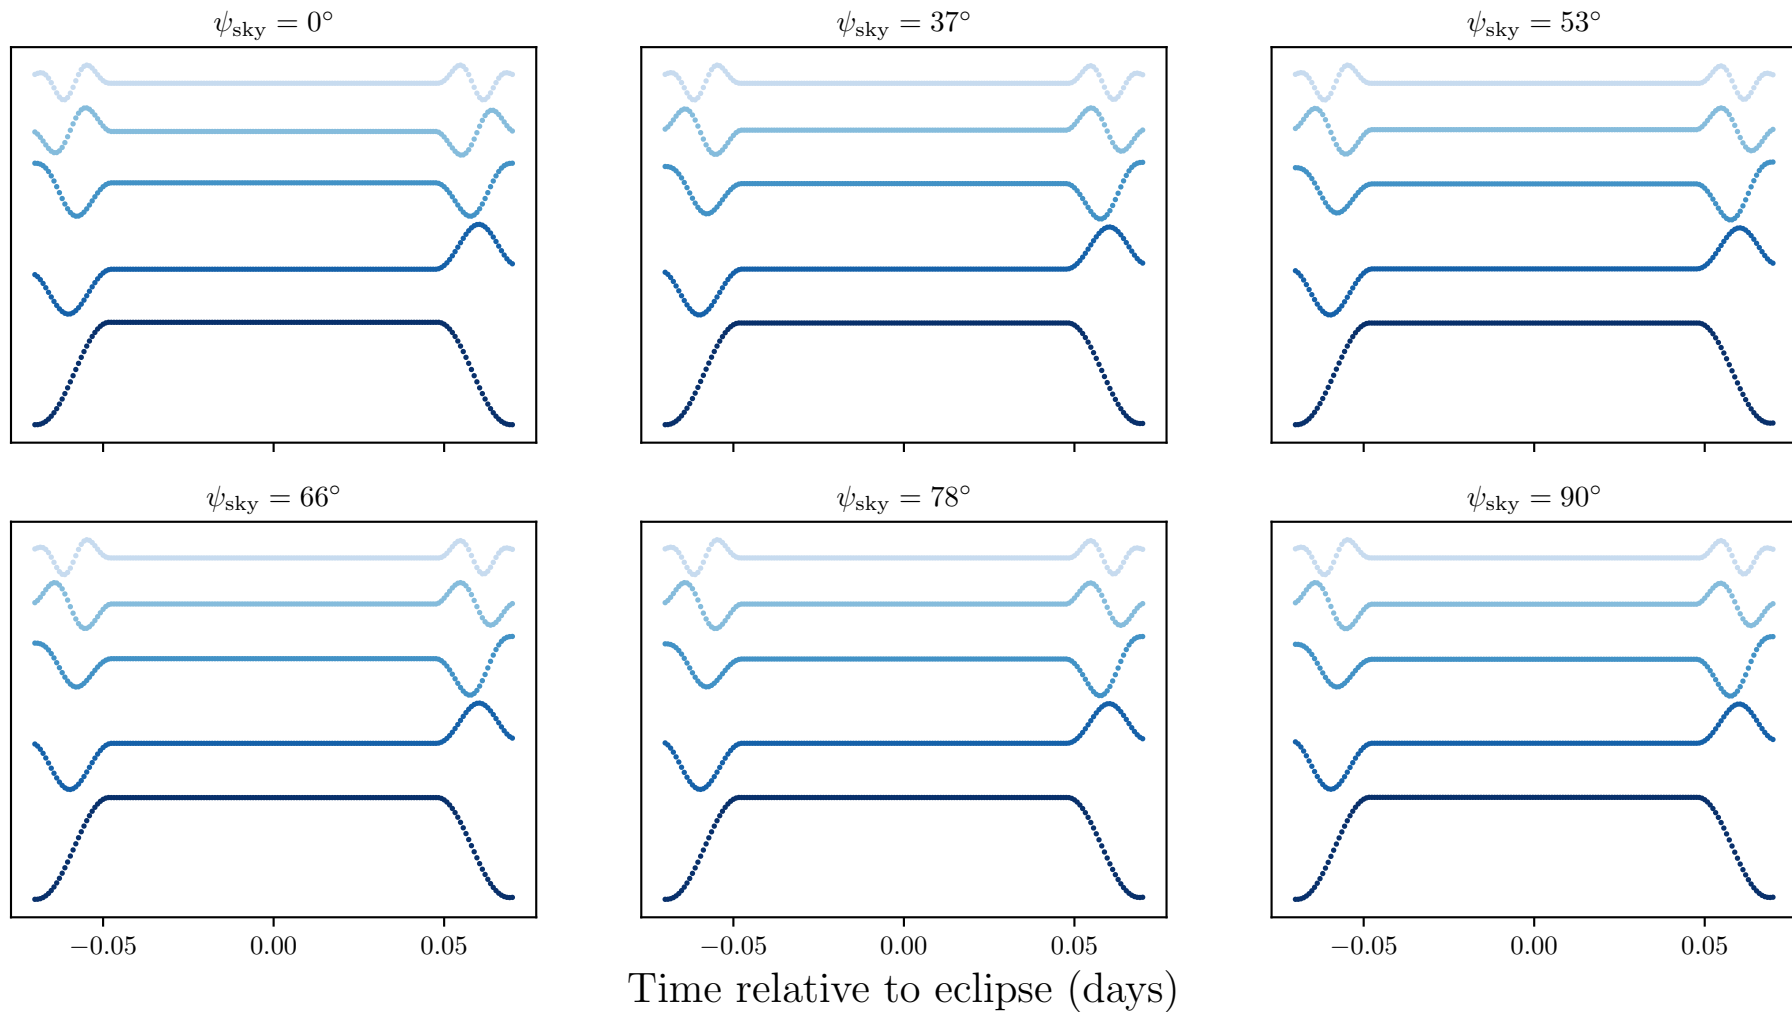 ψsky = 0°
ψsky = 37°
ψsky = 53°
ψsky = 66°
ψsky = 78°
ψsky = 90°
−0.05 0.00 0.05
−0.05 0.00 0.05
−0.05 0.00 0.05
Time relative to eclipse (days)